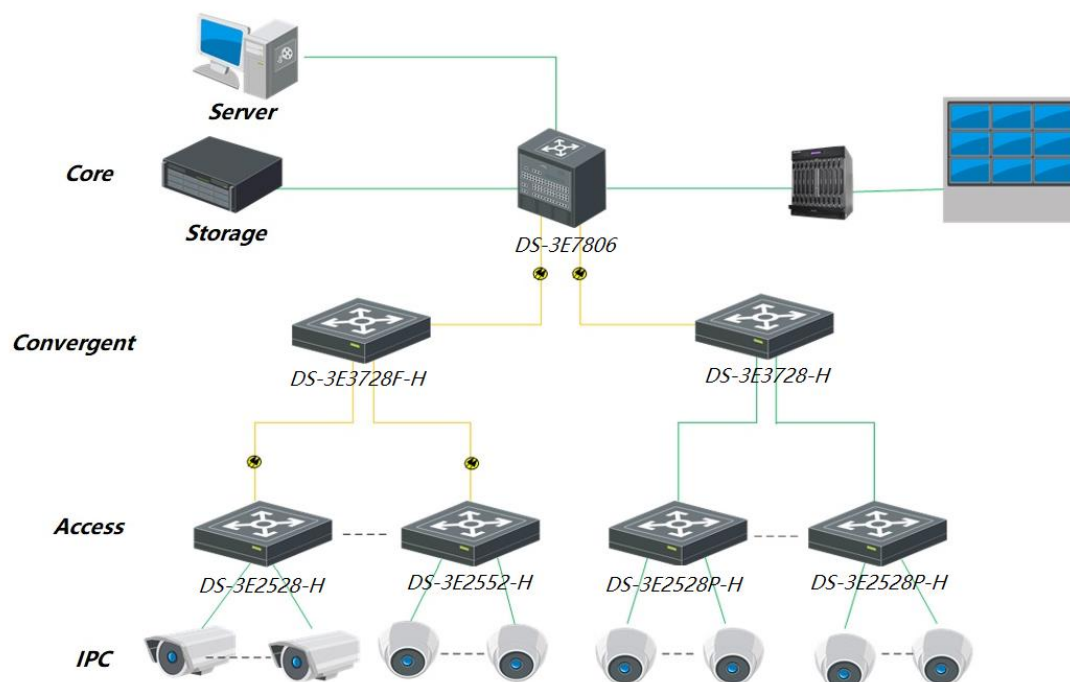 Server
Core
Storage
DS-3E7806
Convergent
DS-3E3728F-H
DS-3E3728-H
Access
DS-3E2528-H
DS-3E2552-H
DS-3E2528P-H
DS-3E2528P-H
IPC